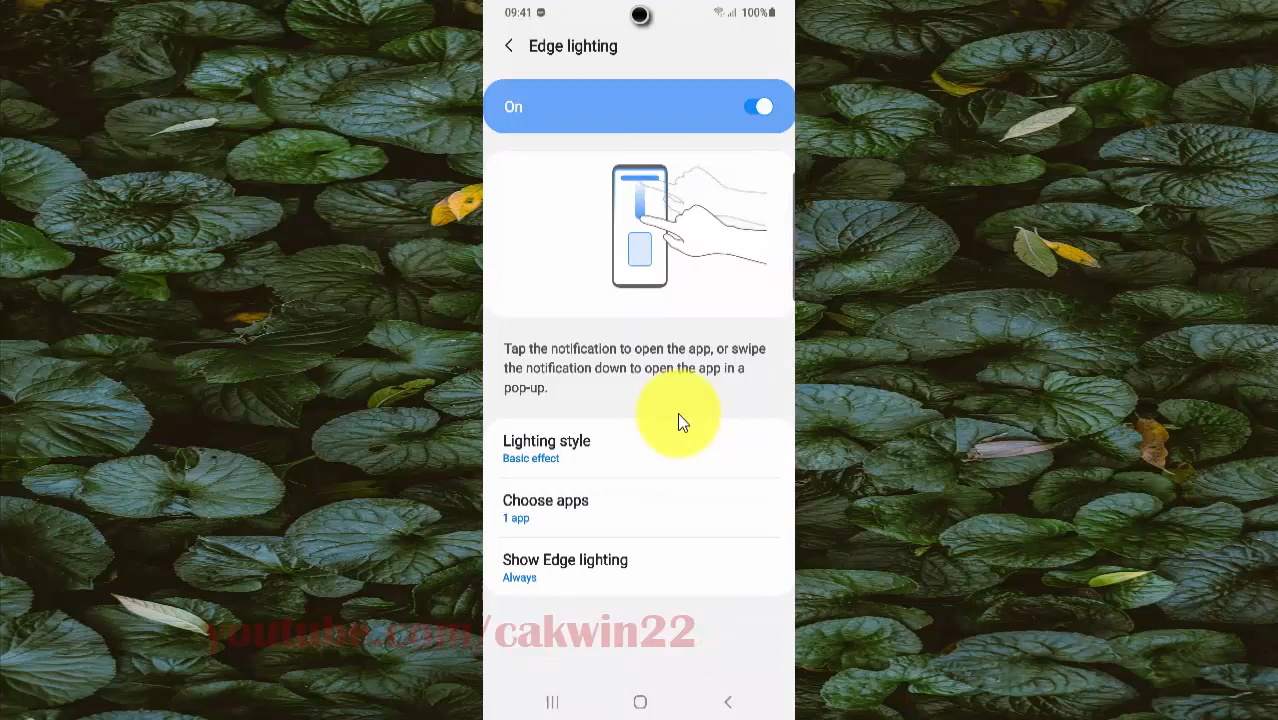 09:41 100%
Edge lighting
On
Tap the notification to open the app, or swipe
the notification down to open the app in a
pop-up.
Lighting style
Basic effect
Choose apps
1 app
Show Edge lighting
Always
youtube.com/cakwin22